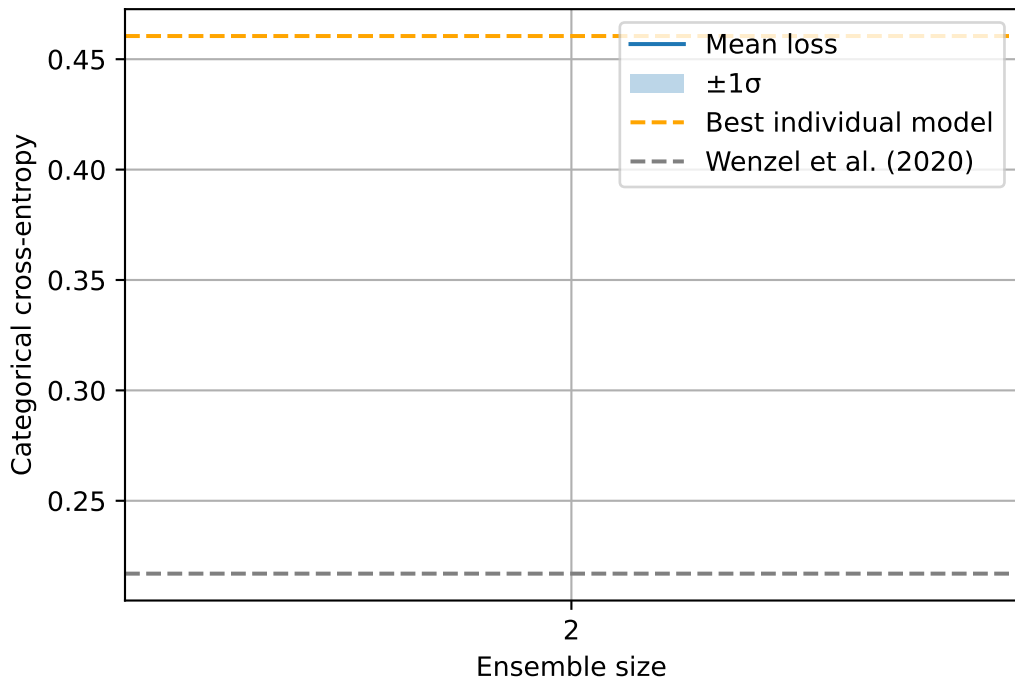 Mean loss
±1σ
Best individual model
Wenzel et al. (2020)
0.45
0.40
0.35
0.30
0.25
Categorical cross-entropy
2
Ensemble size